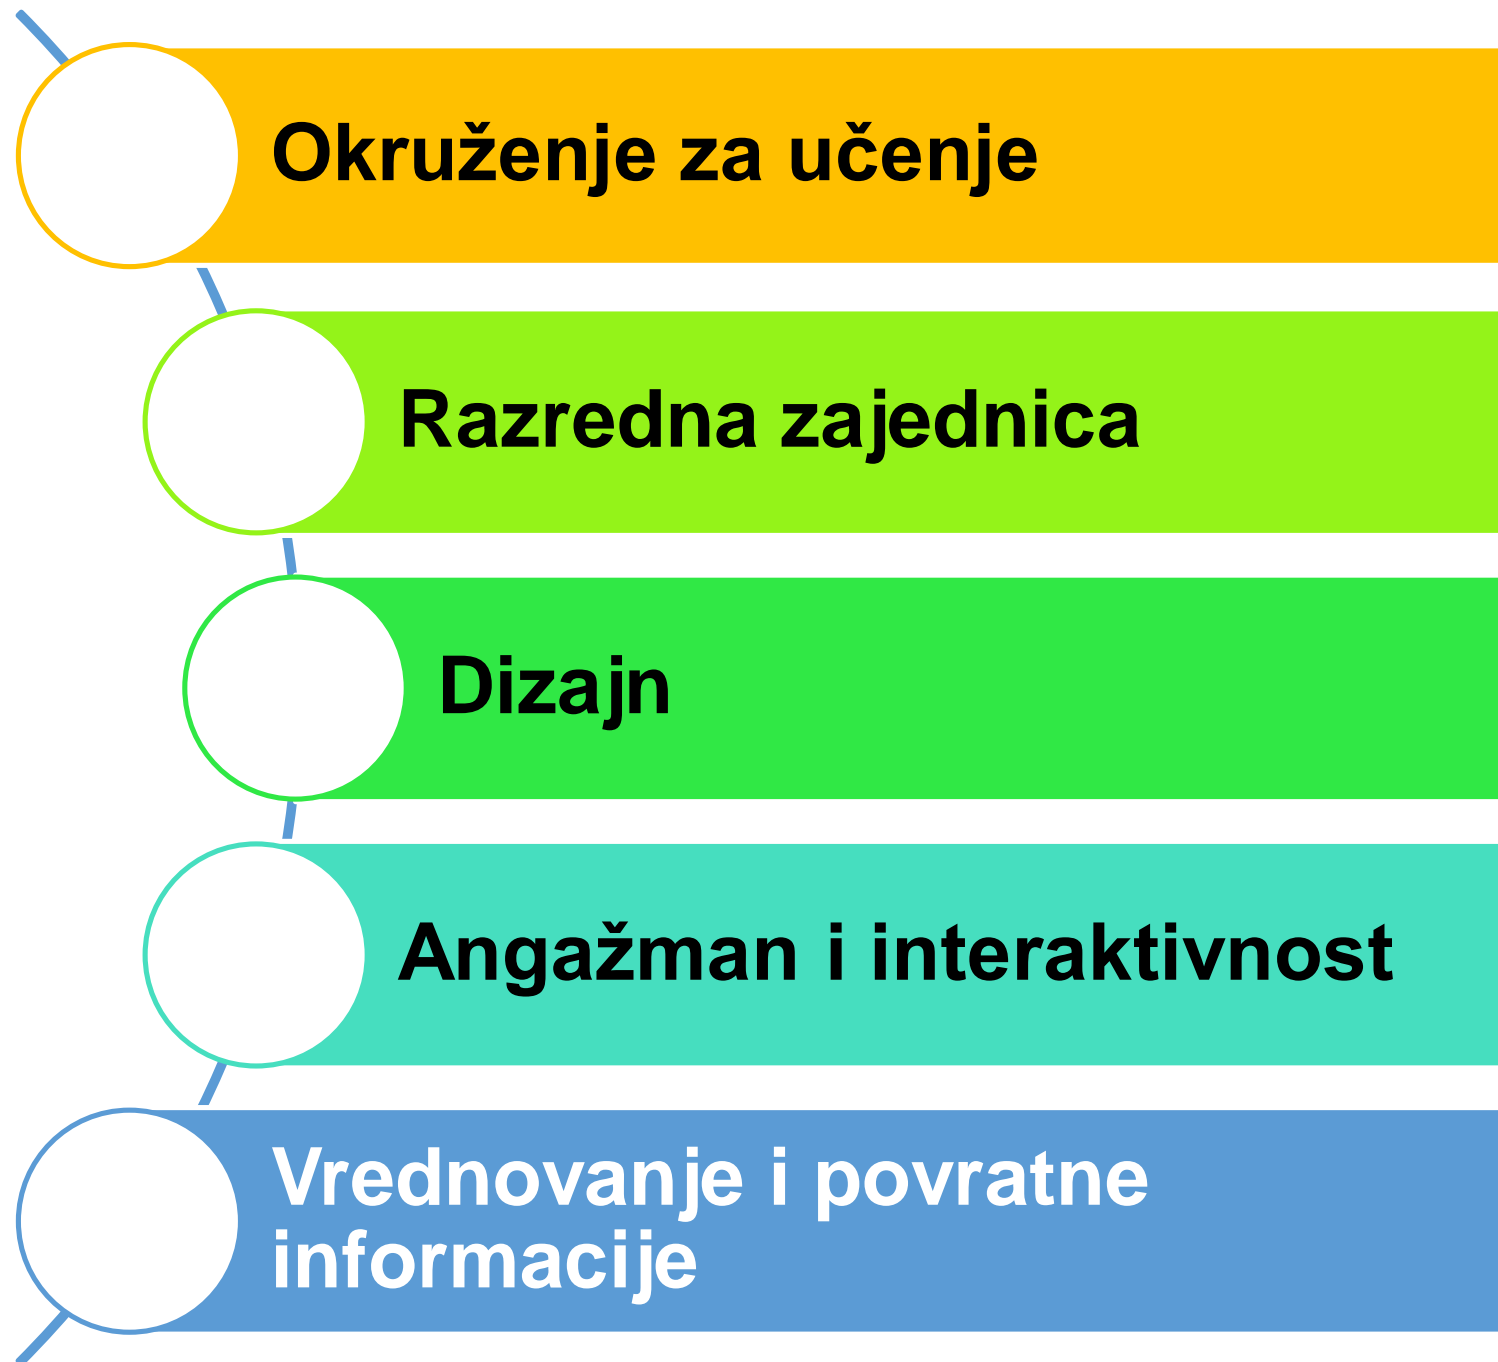 Okruženje za učenje
Razredna zajednica
Dizajn
Angažman i interaktivnost
Vrednovanje i povratne
informacije